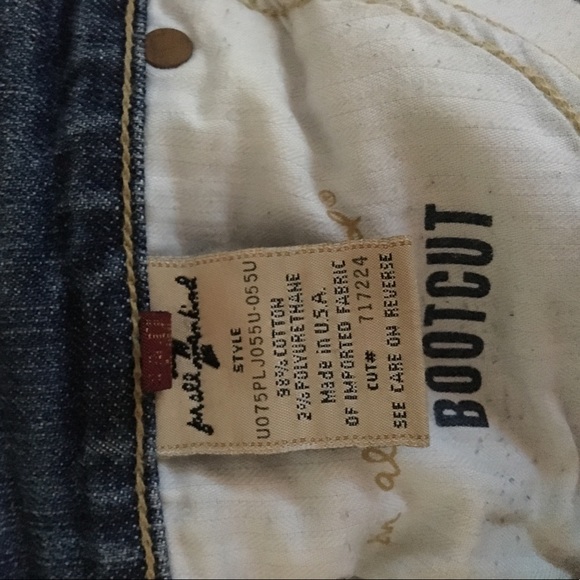 7
for all mankind
STYLE
U075PLJ055U-055U
98% COTTON
2% POLYURETHANE
Made in U.S.A.
OF IMPORTED FABRIC
CUT# 717224
SEE CARE ON REVERSE
BOOTCUT
®